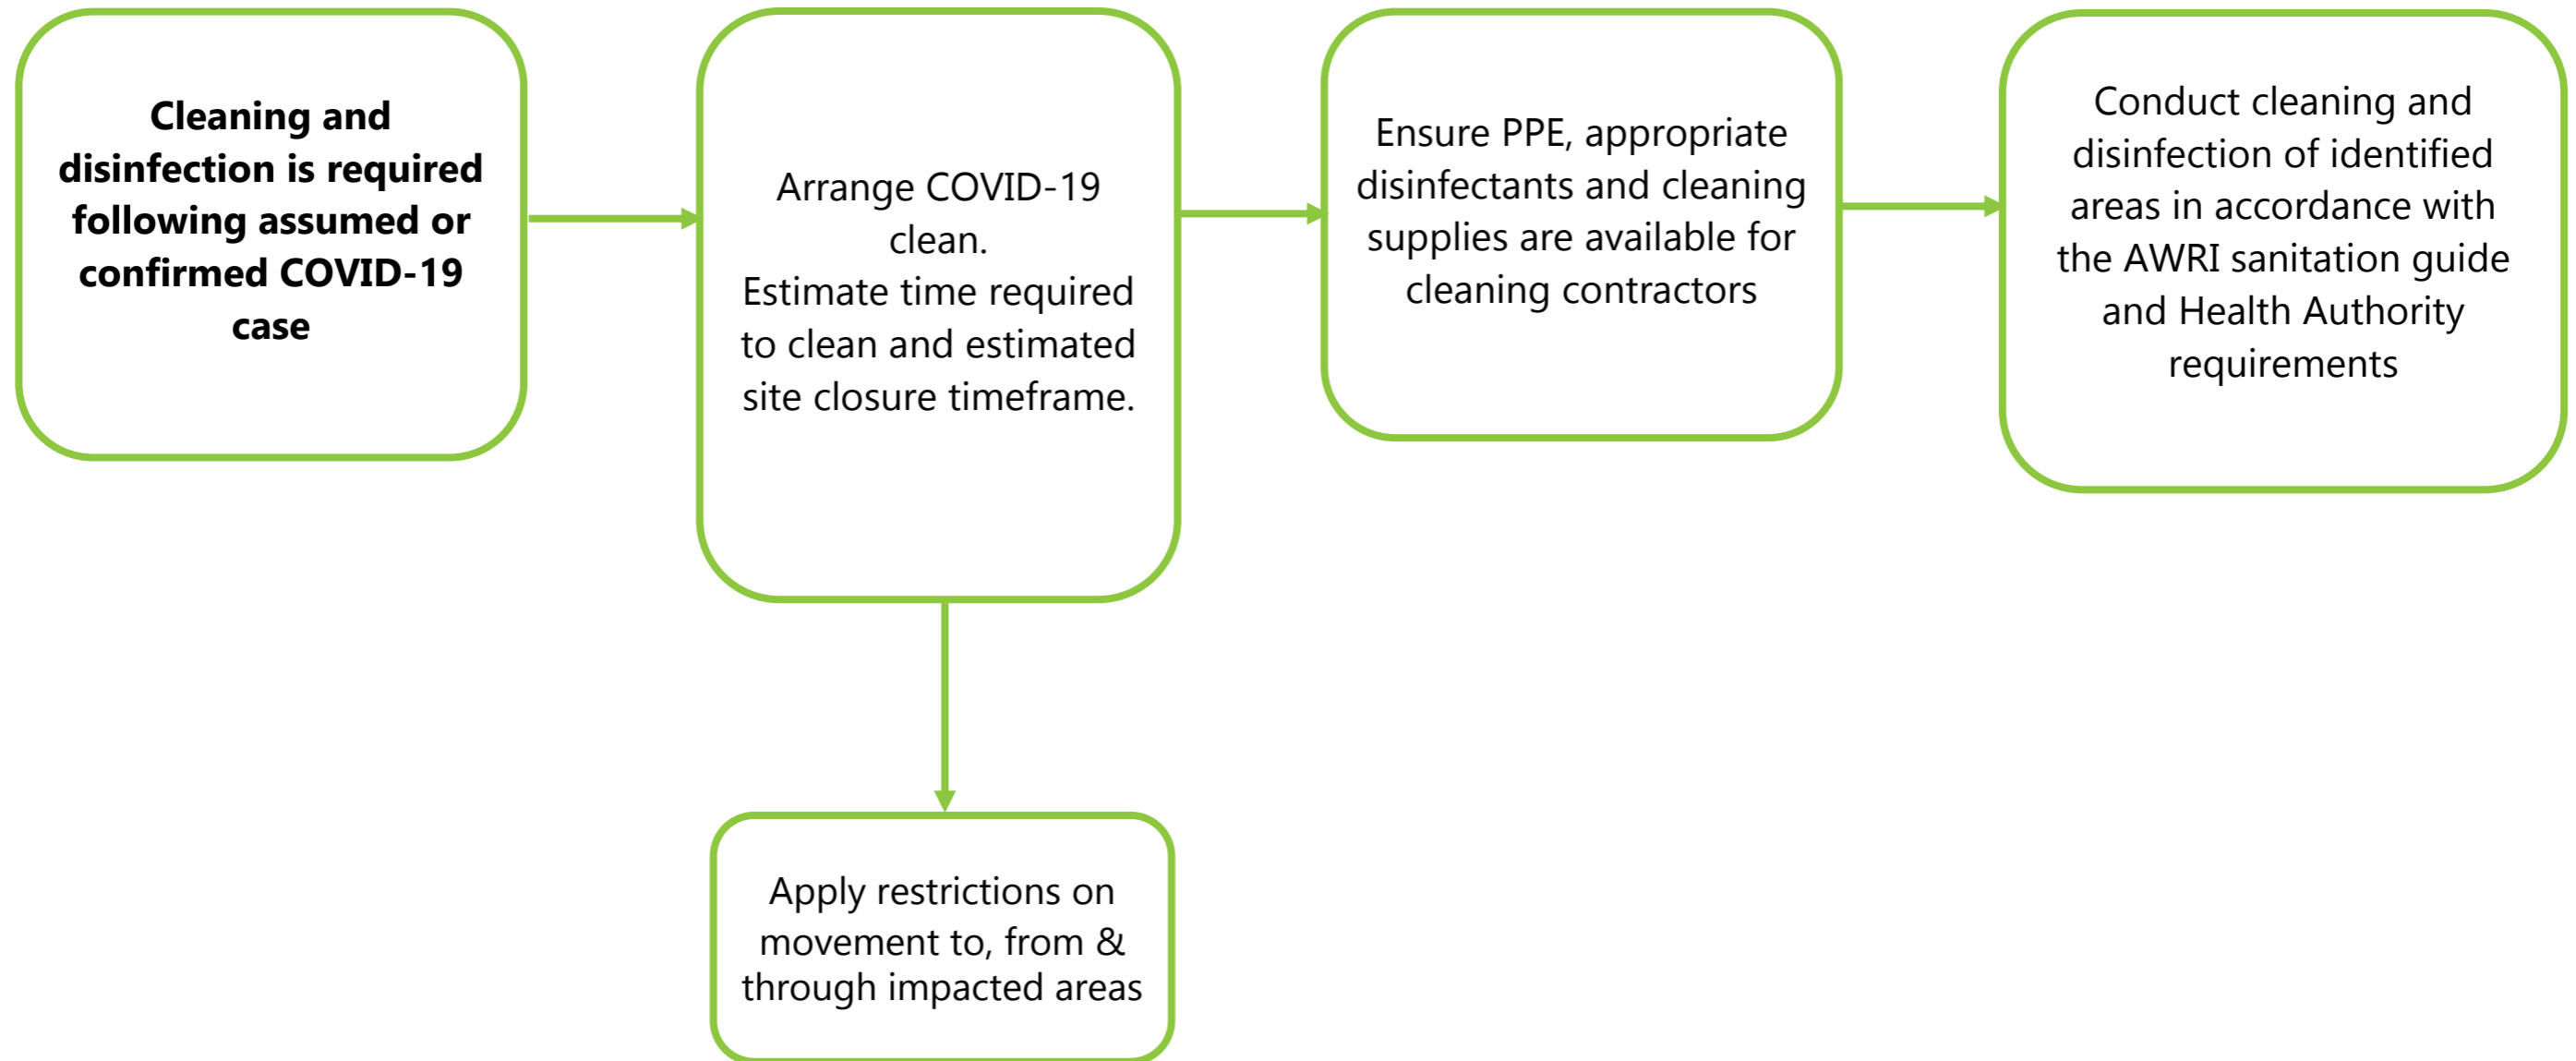 Cleaning and
disinfection is required
following assumed or
confirmed COVID-19
case
Arrange COVID-19
clean.
Estimate time required
to clean and estimated
site closure timeframe.
Ensure PPE, appropriate
disinfectants and cleaning
supplies are available for
cleaning contractors
Conduct cleaning and
disinfection of identified
areas in accordance with
the AWRI sanitation guide
and Health Authority
requirements
Apply restrictions on
movement to, from &
through impacted areas